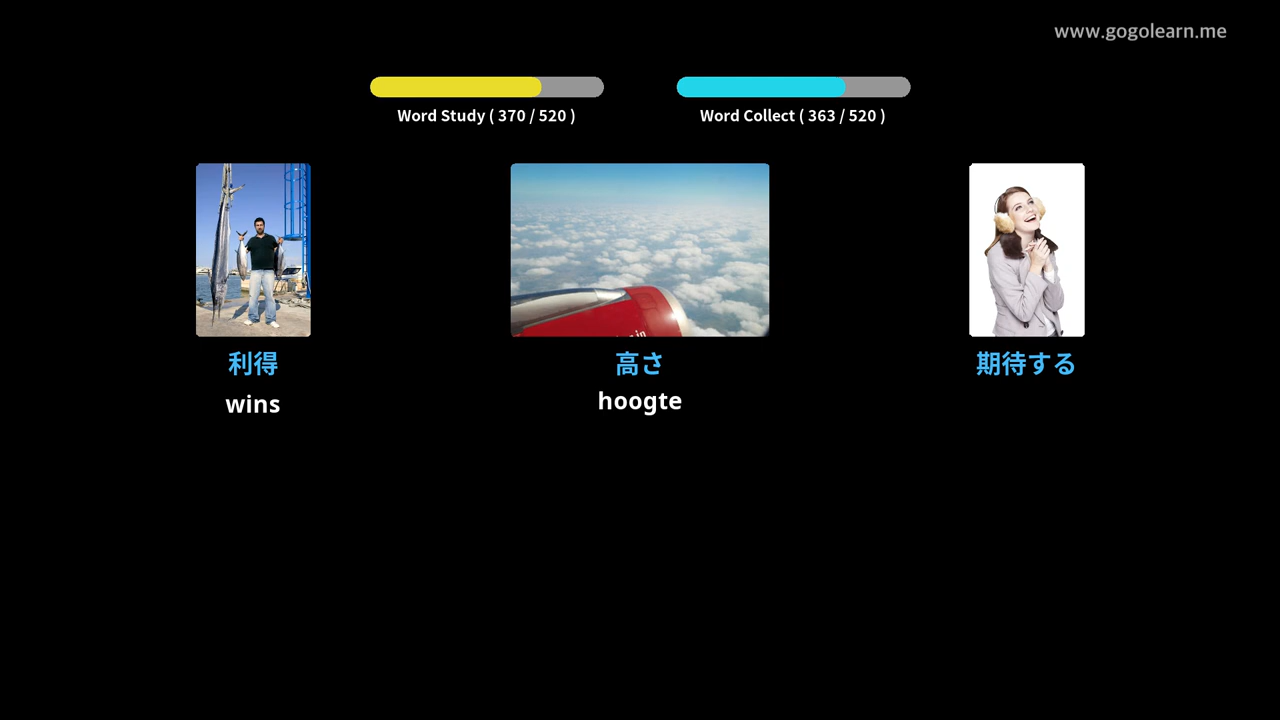 www.gogolearn.me
Word Study ( 370 / 520 )
Word Collect ( 363 / 520 )
利得
wins
高さ
hoogte
期待する